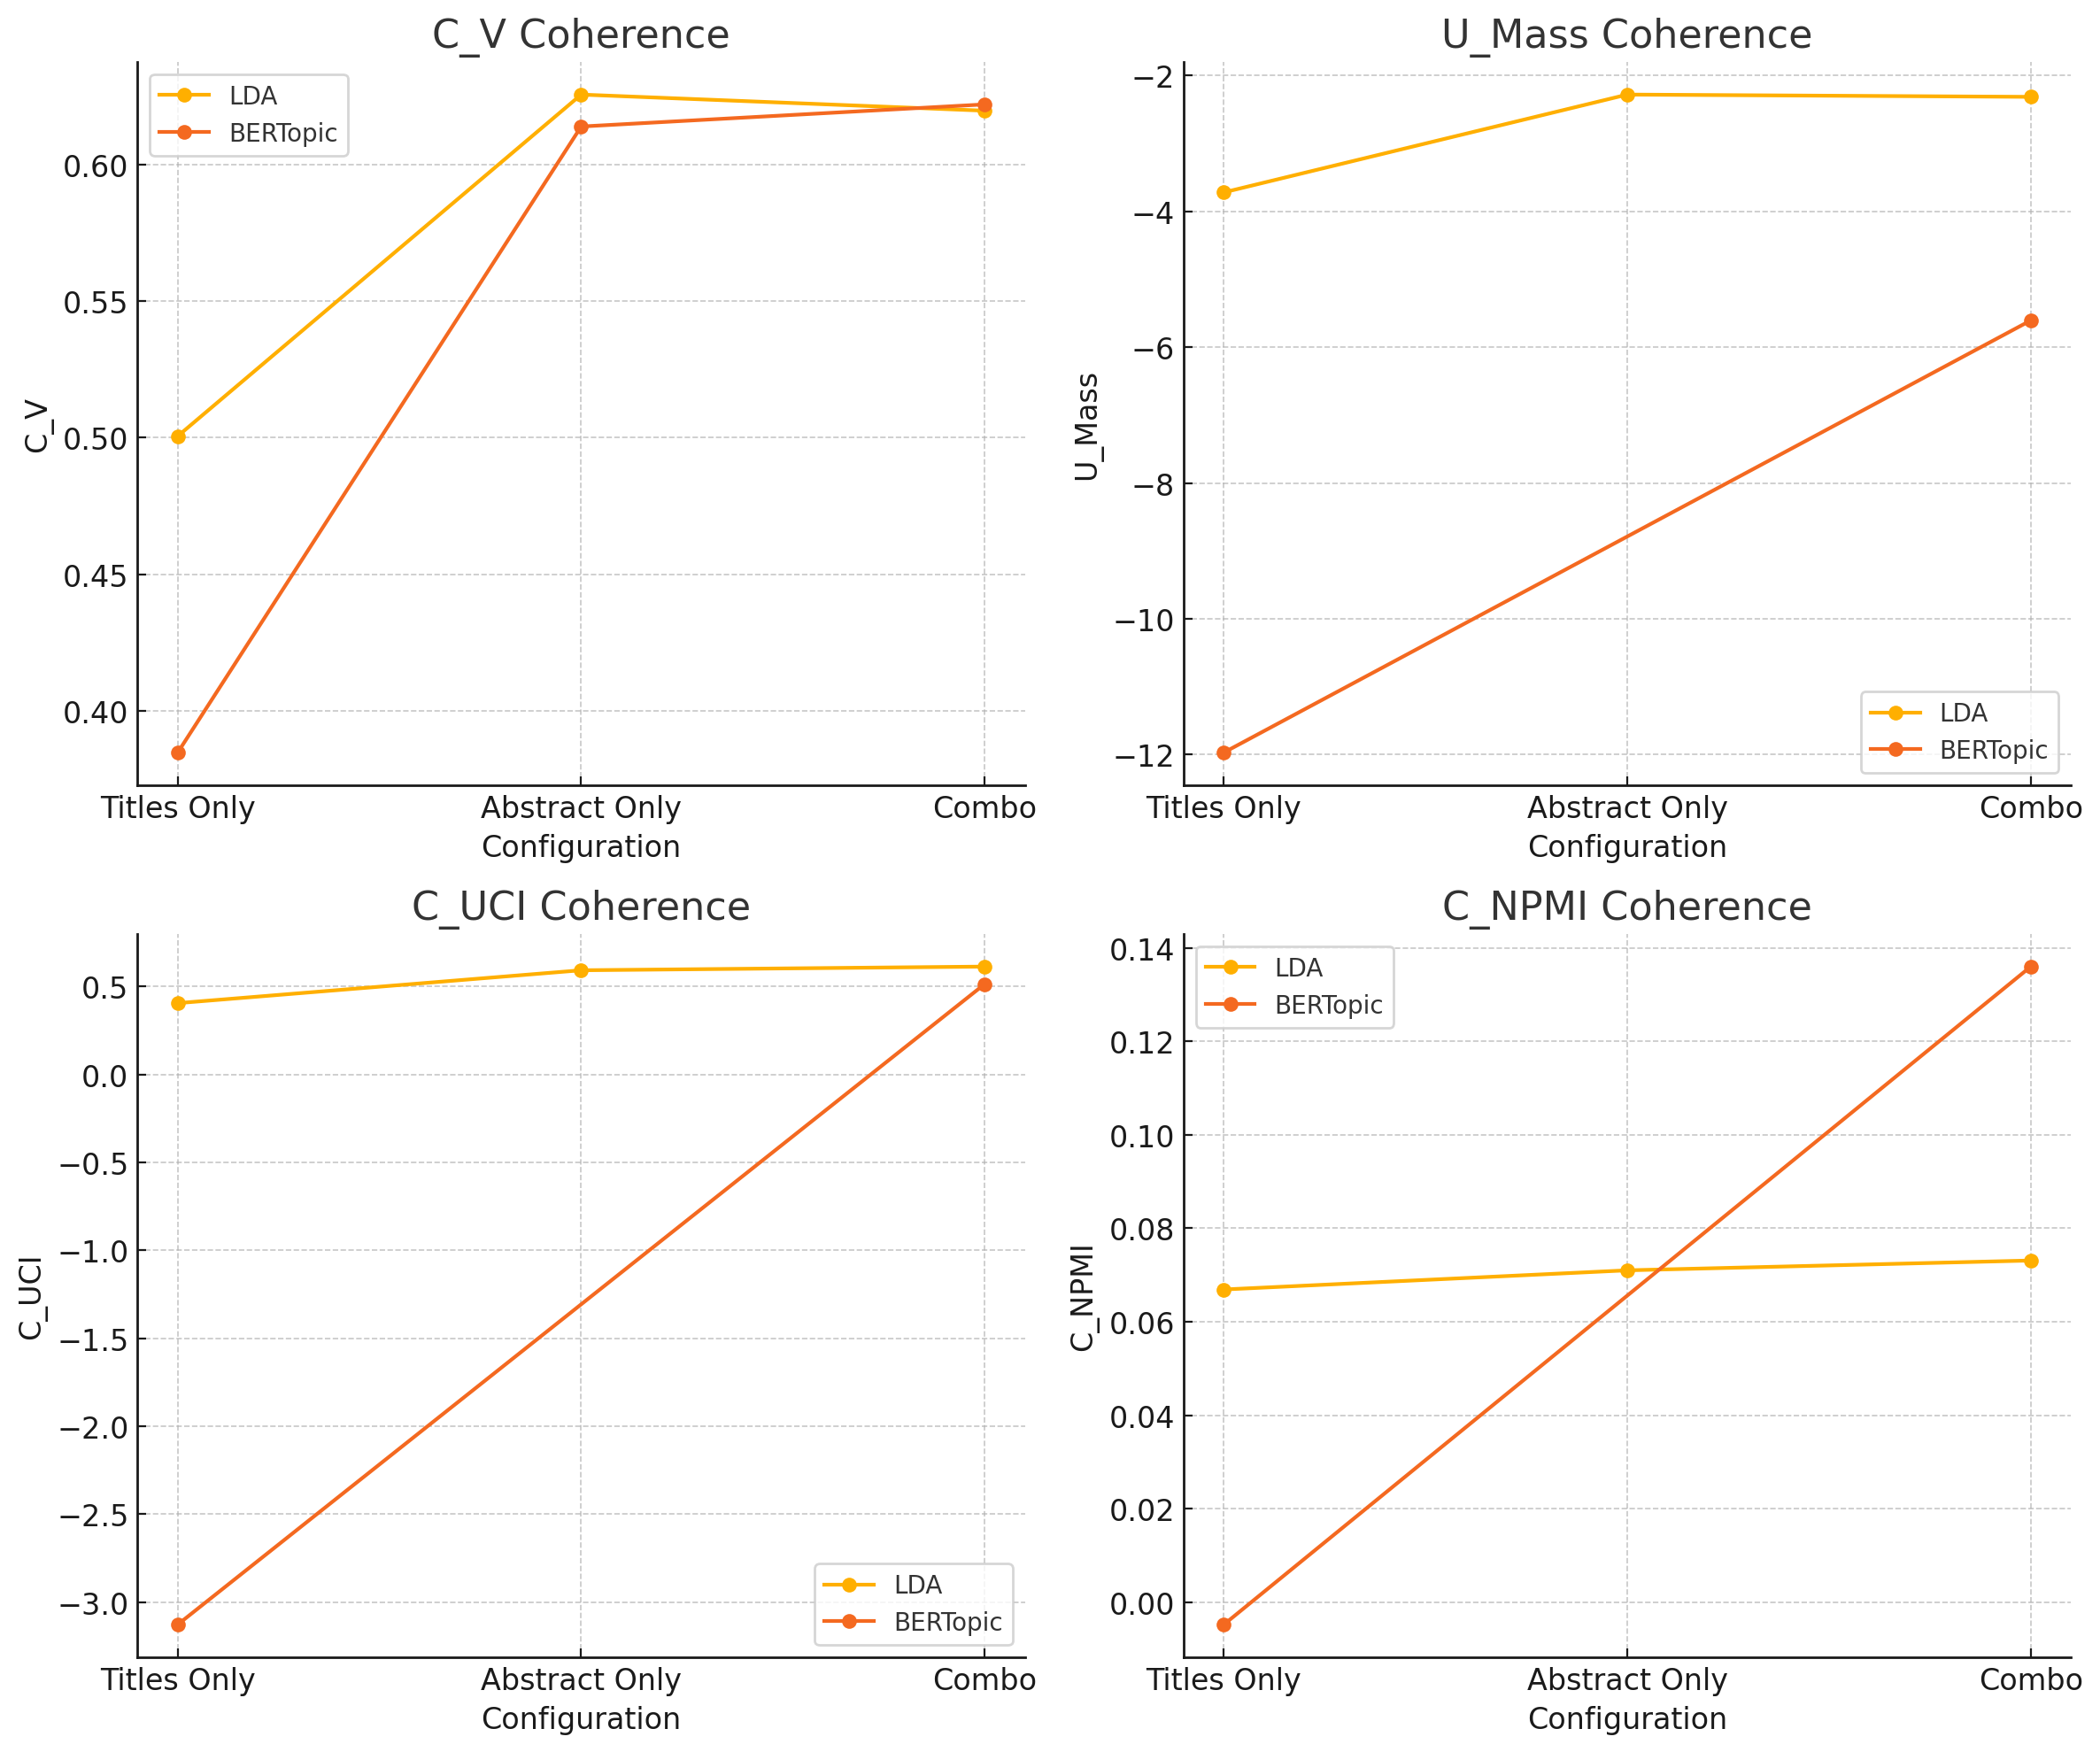 C_V Coherence
LDA
BERTopic
0.60
0.55
0.50
0.45
0.40
C_V
Titles Only
Abstract Only
Combo
Configuration
U_Mass Coherence
−2
−4
−6
−8
−10
−12
U_Mass
LDA
BERTopic
Titles Only
Abstract Only
Combo
Configuration
C_UCI Coherence
0.5
0.0
−0.5
−1.0
−1.5
−2.0
−2.5
−3.0
C_UCI
LDA
BERTopic
Titles Only
Abstract Only
Combo
Configuration
C_NPMI Coherence
LDA
BERTopic
0.14
0.12
0.10
0.08
0.06
0.04
0.02
0.00
C_NPMI
Titles Only
Abstract Only
Combo
Configuration